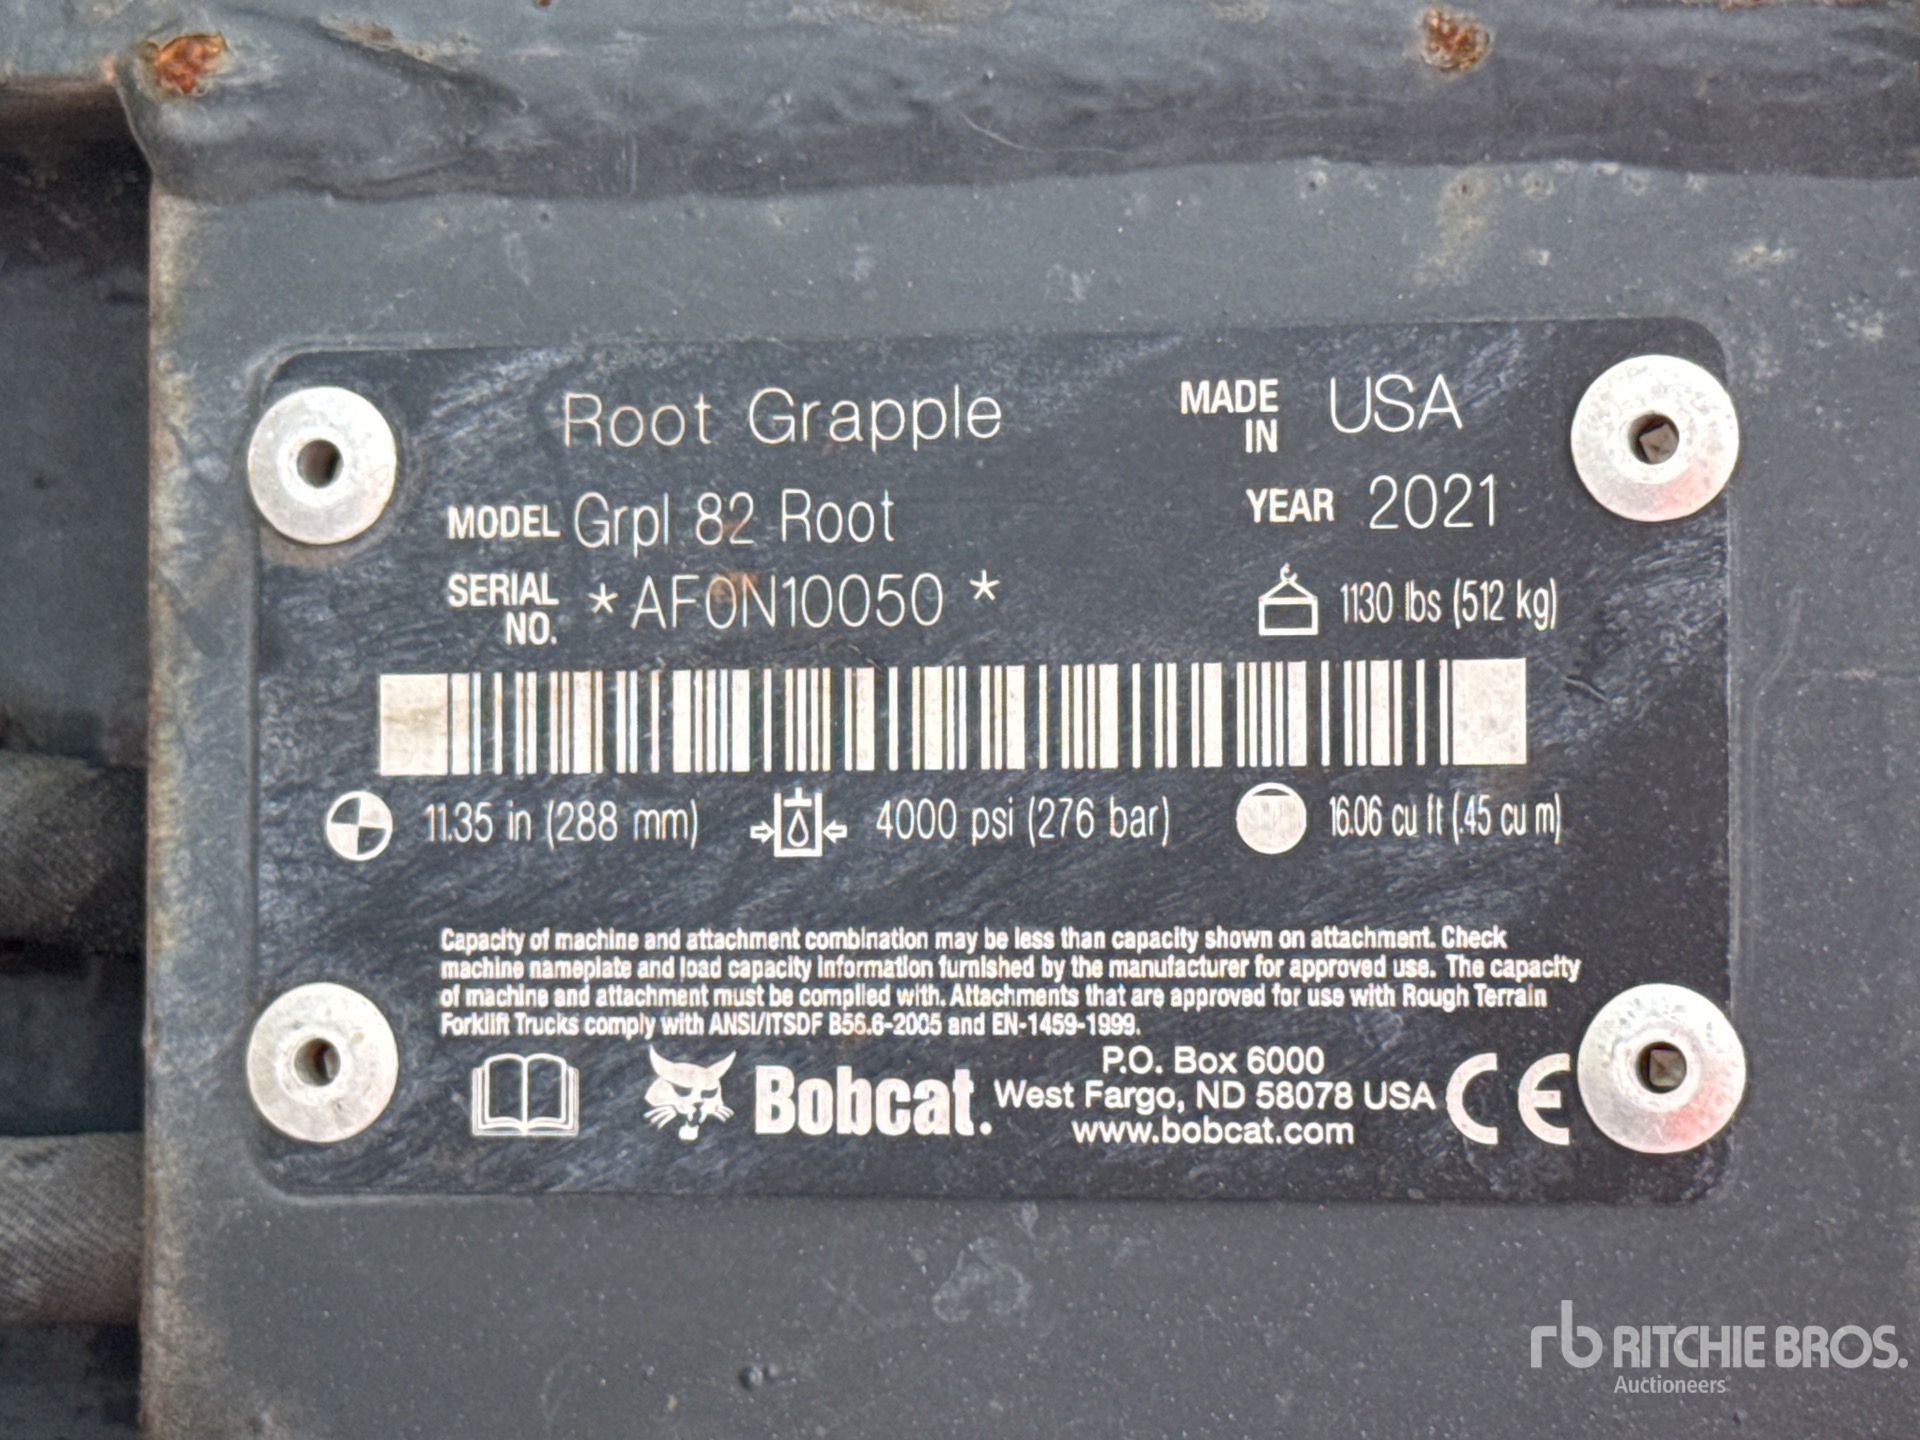 Root Grapple
MADE IN USA
MODEL Grpl 82 Root
YEAR 2021
SERIAL NO. *AF0N10050*
1130 lbs (512 kg)
11.35 in (288 mm)
4000 psi (276 bar)
16.06 cu ft (.45 cu m)
Capacity of machine and attachment combination may be less than capacity shown on attachment. Check
machine nameplate and load capacity information furnished by the manufacturer for approved use. The capacity
of machine and attachment must be complied with. Attachments that are approved for use with Rough Terrain
Forklift Trucks comply with ANSI/ITSDF B56.6-2005 and EN-1459-1999.
Bobcat.
P.O. Box 6000
West Fargo, ND 58078 USA
www.bobcat.com
CE
rb RITCHIE BROS.
Auctioneers